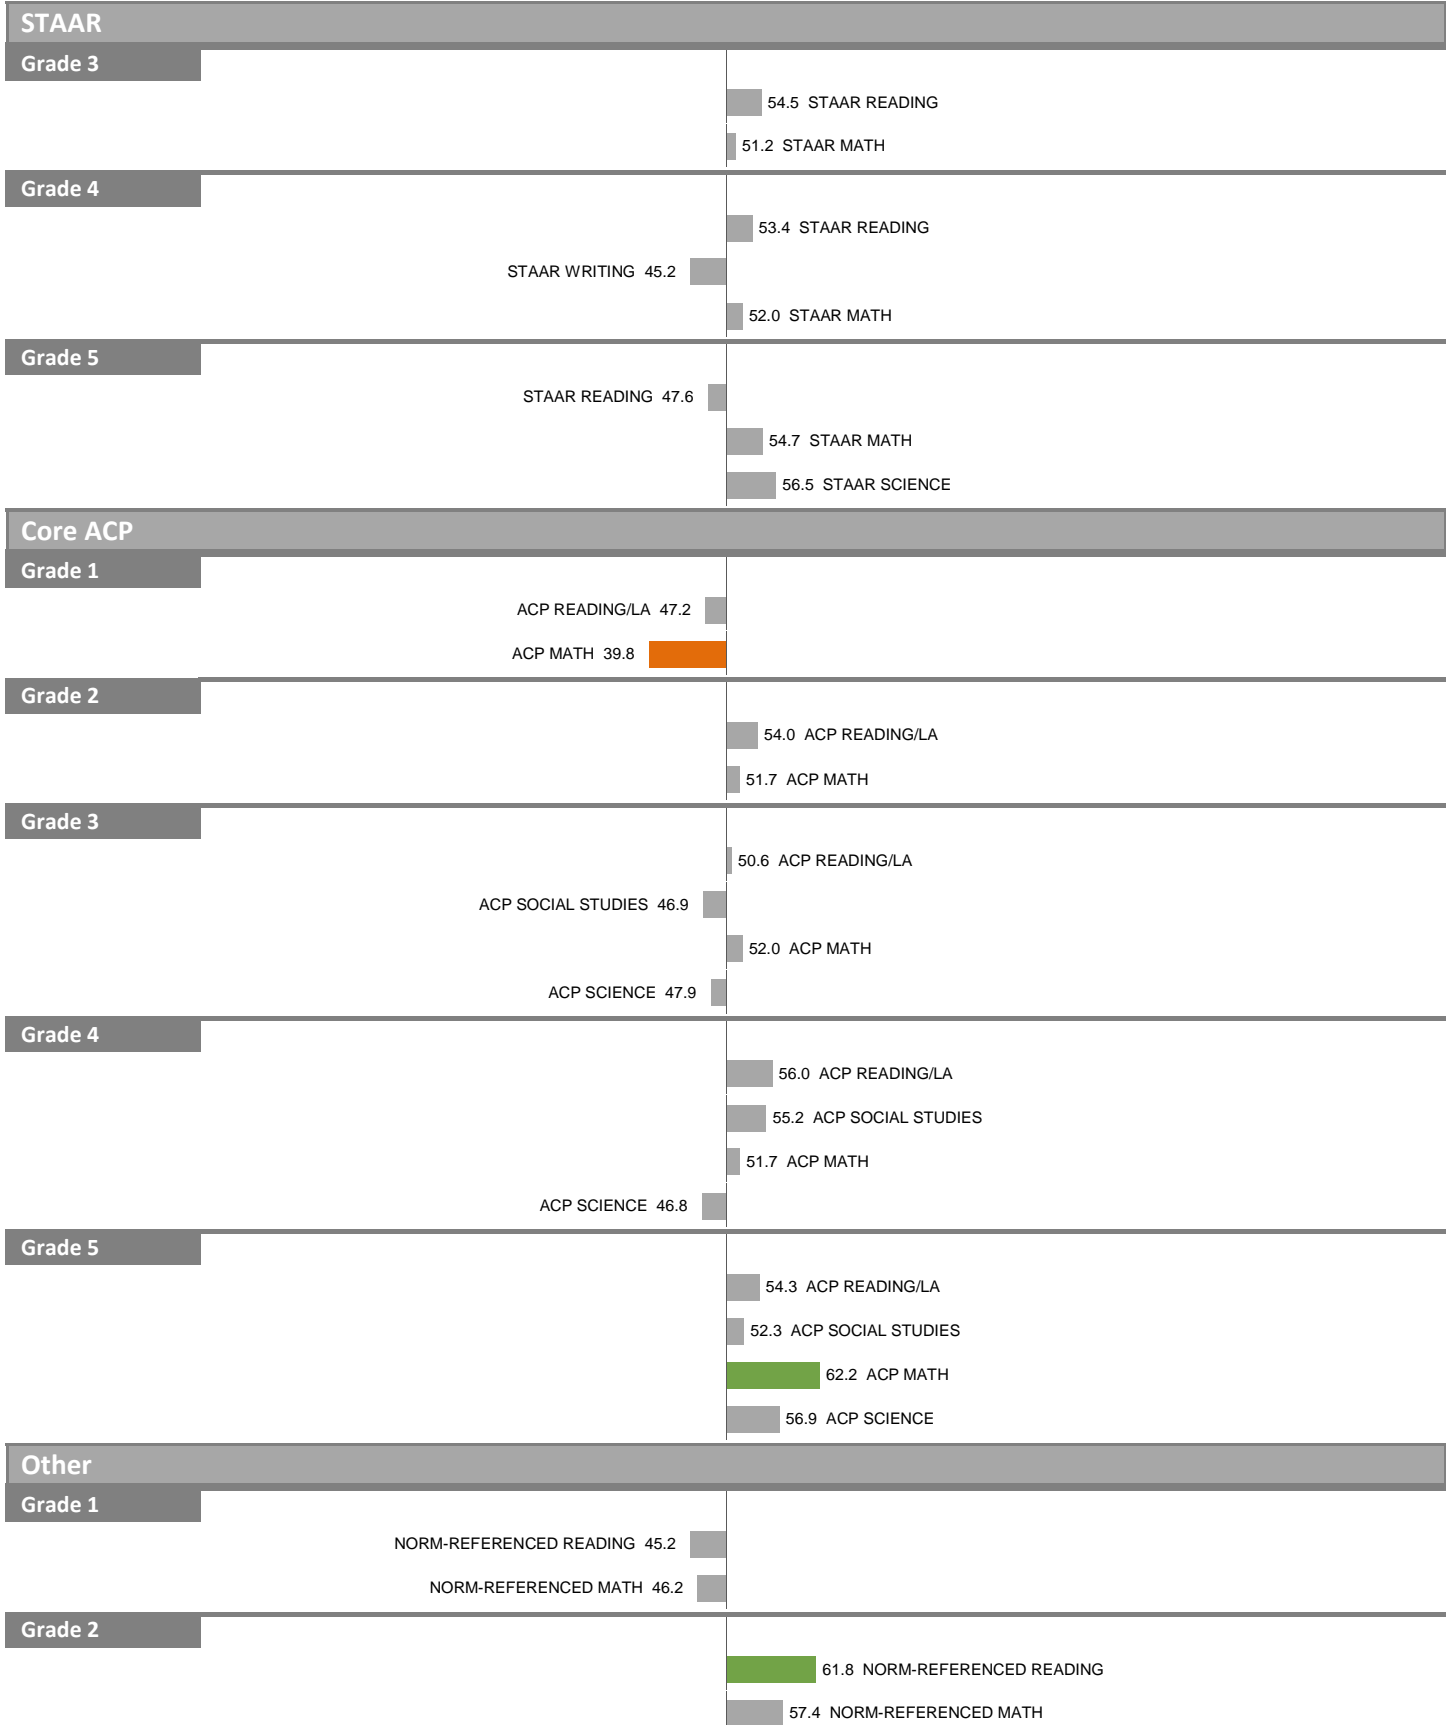 STAAR
Grade 3
54.5 STAAR READING
51.2 STAAR MATH
Grade 4
53.4 STAAR READING
STAAR WRITING 45.2
52.0 STAAR MATH
Grade 5
STAAR READING 47.6
54.7 STAAR MATH
56.5 STAAR SCIENCE
Core ACP
Grade 1
ACP READING/LA 47.2
ACP MATH 39.8
Grade 2
54.0 ACP READING/LA
51.7 ACP MATH
Grade 3
50.6 ACP READING/LA
ACP SOCIAL STUDIES 46.9
52.0 ACP MATH
ACP SCIENCE 47.9
Grade 4
56.0 ACP READING/LA
55.2 ACP SOCIAL STUDIES
51.7 ACP MATH
ACP SCIENCE 46.8
Grade 5
54.3 ACP READING/LA
52.3 ACP SOCIAL STUDIES
62.2 ACP MATH
56.9 ACP SCIENCE
Other
Grade 1
NORM-REFERENCED READING 45.2
NORM-REFERENCED MATH 46.2
Grade 2
61.8 NORM-REFERENCED READING
57.4 NORM-REFERENCED MATH